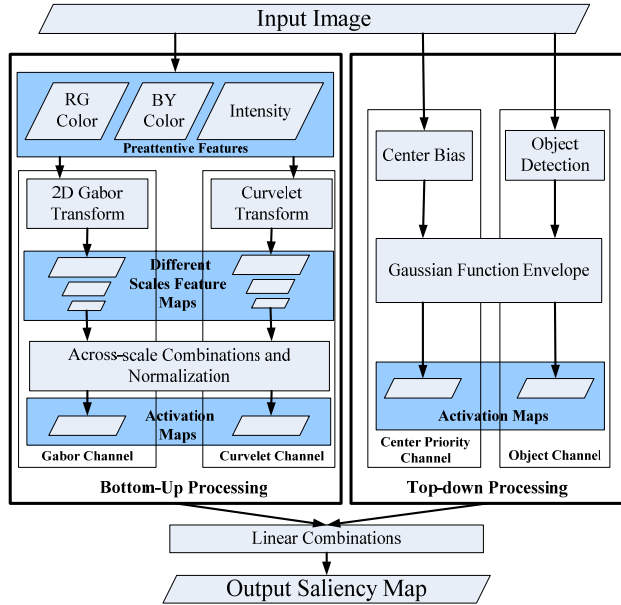 Input Image
RG
Color
BY
Color
Intensity
Preattentive Features
2D Gabor
Transform
Curvelet
Transform
Different
Scales Feature
Maps
Across-scale Combinations and
Normalization
Activation
Maps
Gabor Channel
Curvelet Channel
Bottom-Up Processing
Center Bias
Object
Detection
Gaussian Function Envelope
Activation Maps
Center Priority
Channel
Object Channel
Top-down Processing
Linear Combinations
Output Saliency Map